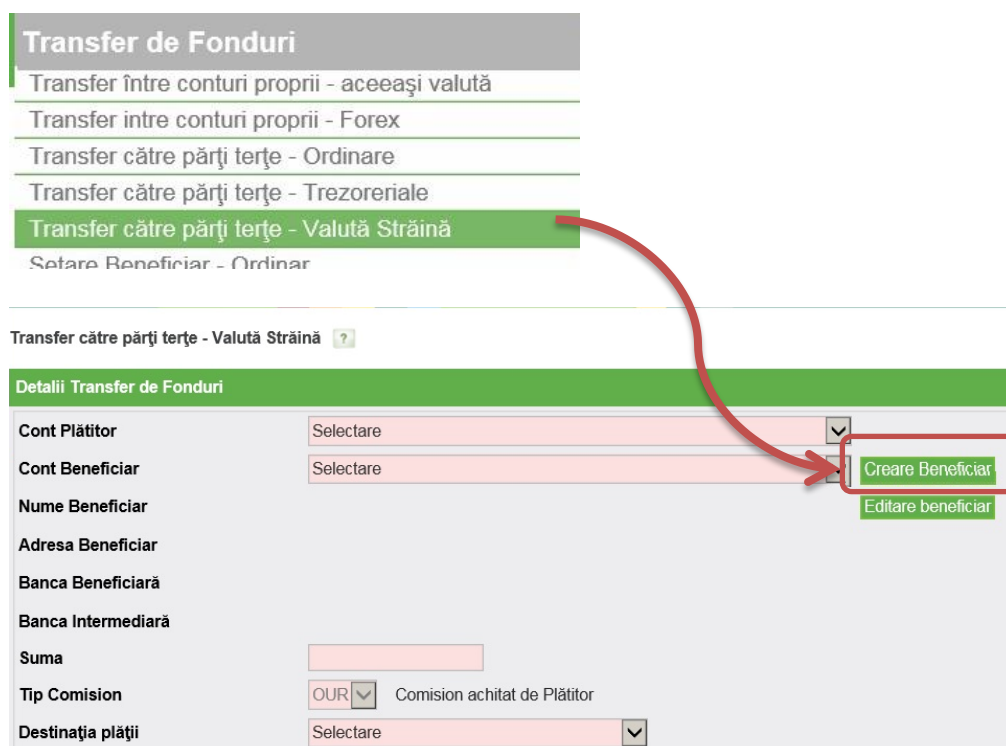 Transfer de Fonduri
Transfer între conturi proprii - aceeaşi valută
Transfer intre conturi proprii - Forex
Transfer către părţi terţe - Ordinare
Transfer către părţi terţe - Trezoreriale
Transfer către părţi terţe - Valută Străină
Setare Beneficiar - Ordinar
Transfer către părţi terţe - Valută Străină ?
Detalii Transfer de Fonduri
Cont Plătitor Selectare
Cont Beneficiar Selectare Creare Beneficiar
Nume Beneficiar Editare beneficiar
Adresa Beneficiar
Banca Beneficiară
Banca Intermediară
Suma
Tip Comision OUR Comision achitat de Plătitor
Destinaţia plăţii Selectare